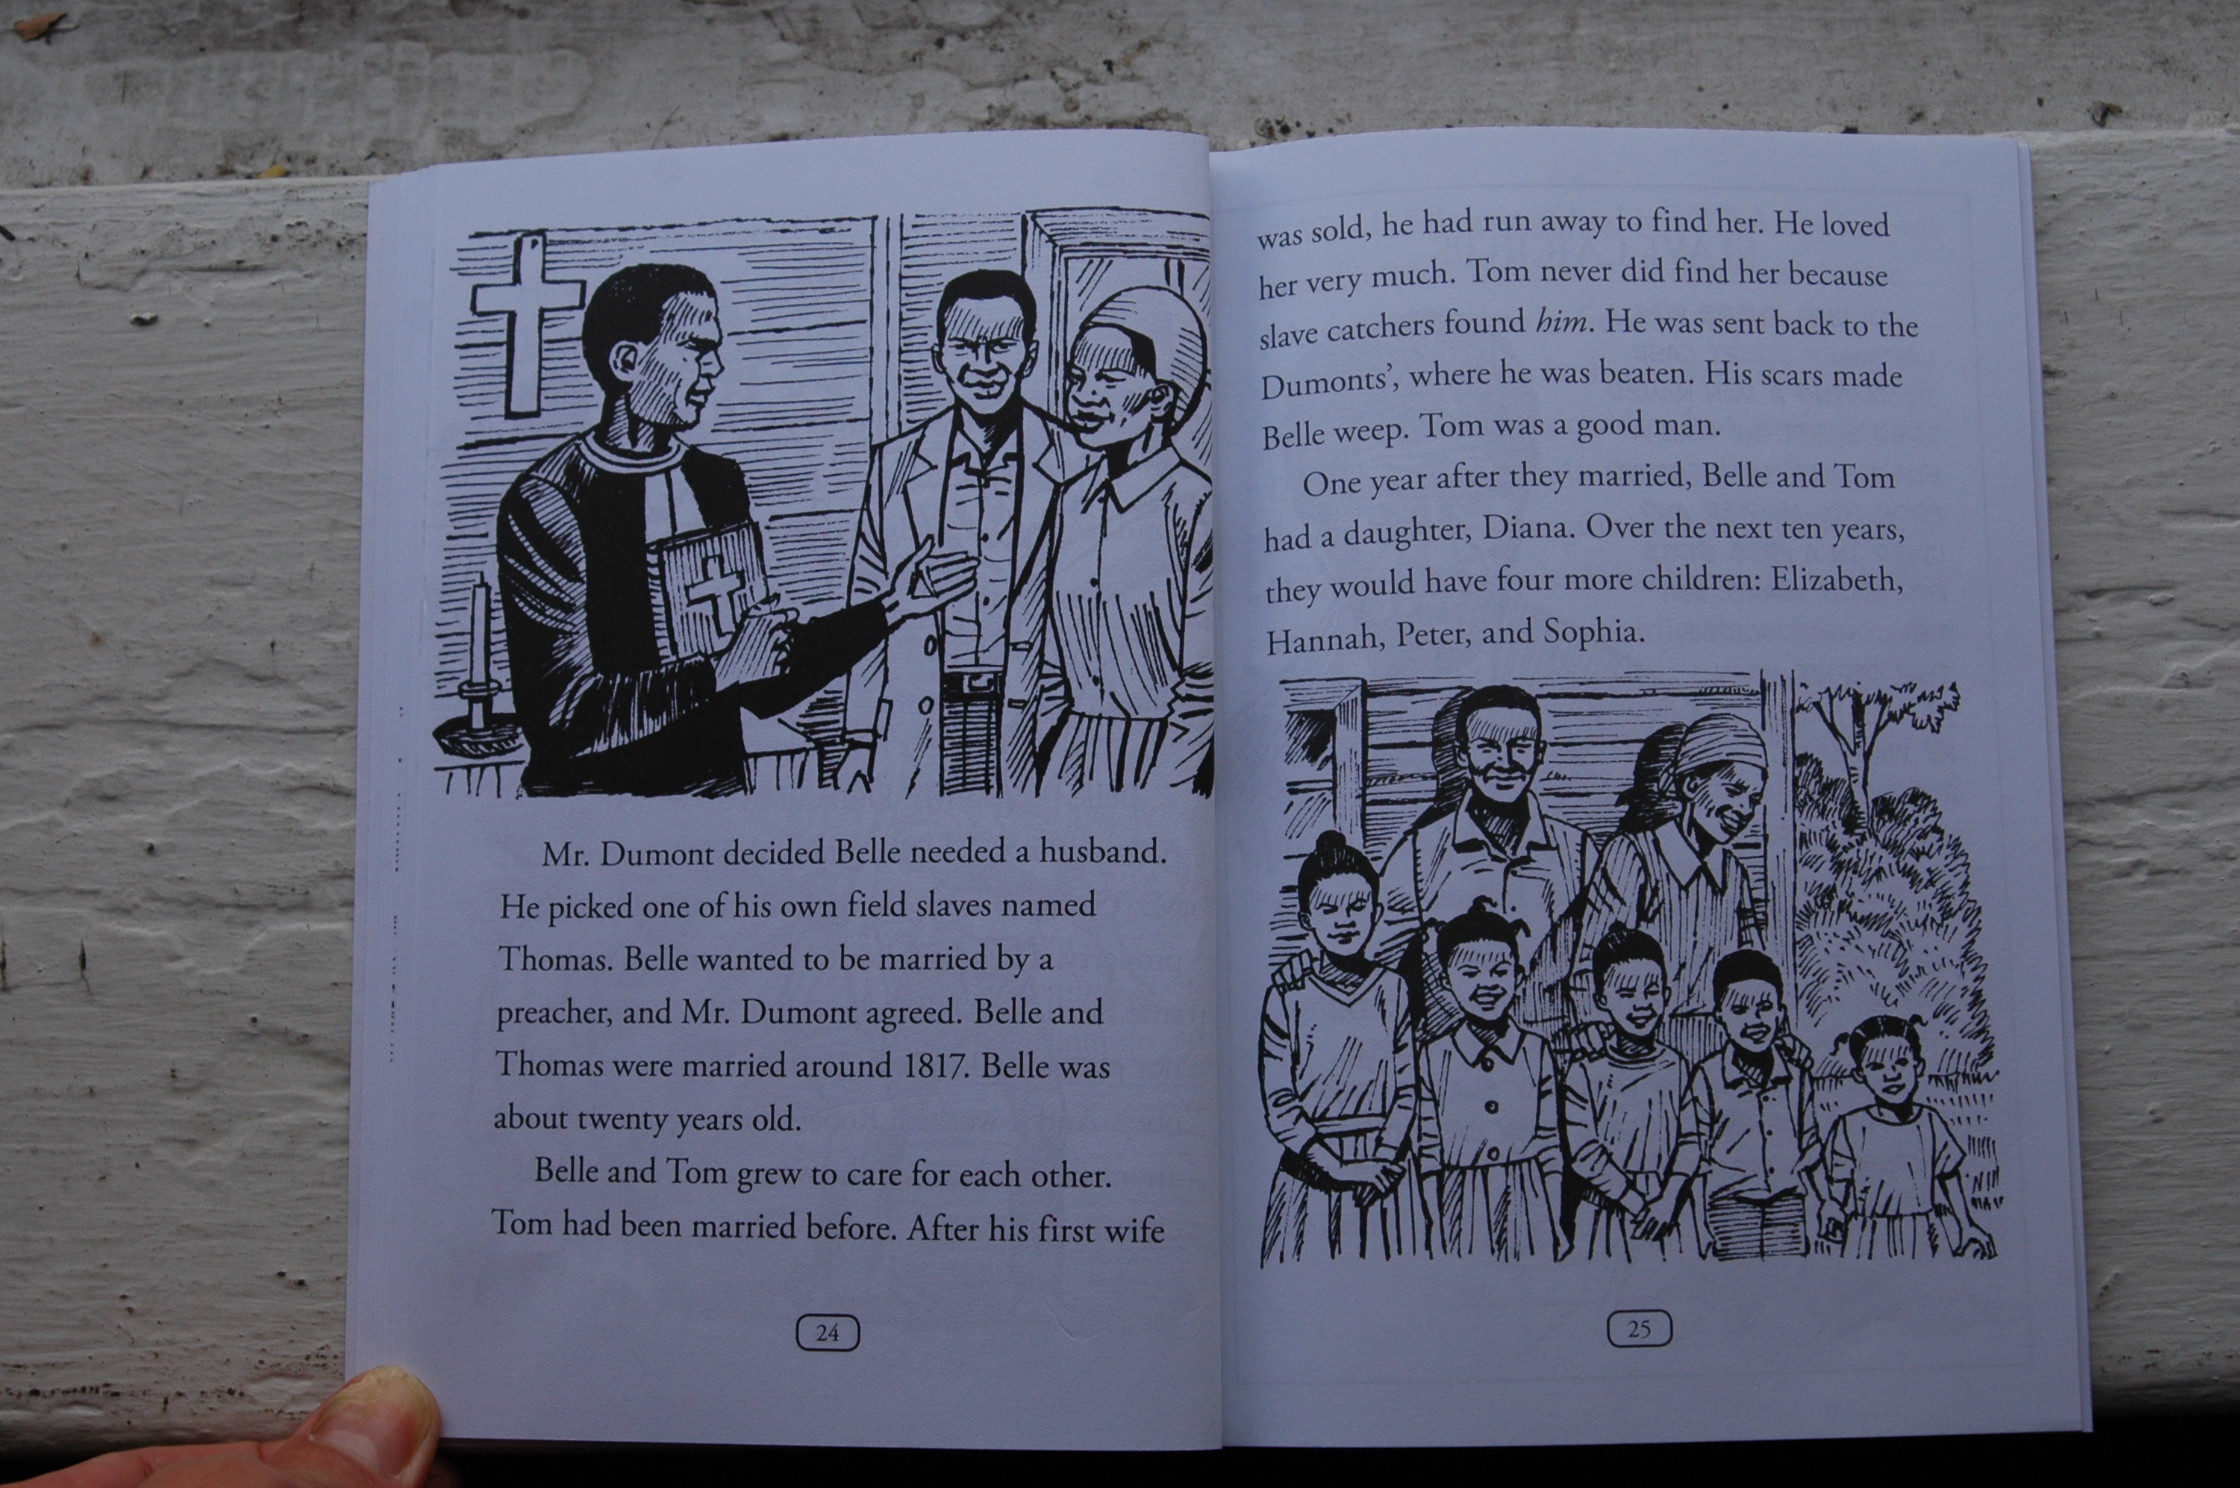 Mr. Dumont decided Belle needed a husband.
He picked one of his own field slaves named
Thomas. Belle wanted to be married by a
preacher, and Mr. Dumont agreed. Belle and
Thomas were married around 1817. Belle was
about twenty years old.
Belle and Tom grew to care for each other.
Tom had been married before. After his first wife
24
was sold, he had run away to find her. He loved
her very much. Tom never did find her because
slave catchers found him. He was sent back to the
Dumonts’, where he was beaten. His scars made
Belle weep. Tom was a good man.
One year after they married, Belle and Tom
had a daughter, Diana. Over the next ten years,
they would have four more children: Elizabeth,
Hannah, Peter, and Sophia.
25